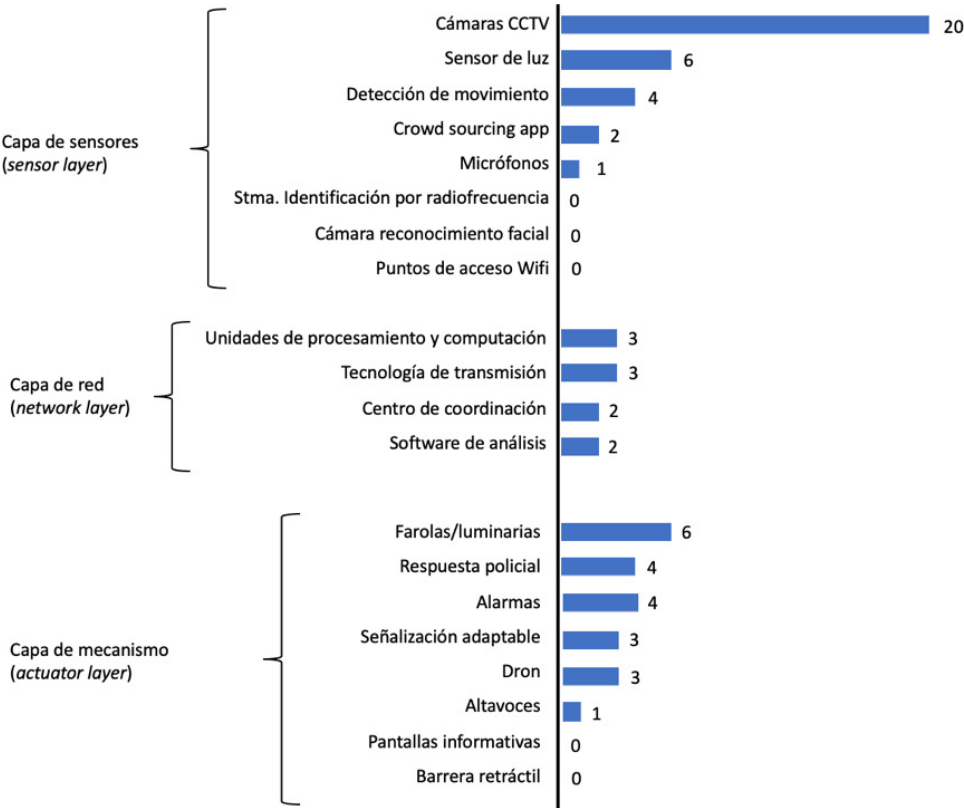 Cámaras CCTV 20
Sensor de luz 6
Detección de movimiento 4
Crowd sourcing app 2
Capa de sensores
(sensor layer)
Micrófonos 1
Stma. Identificación por radiofrecuencia 0
Cámara reconocimiento facial 0
Puntos de acceso Wifi 0
Unidades de procesamiento y computación 3
Tecnología de transmisión 3
Capa de red
(network layer)
Centro de coordinación 2
Software de análisis 2
Farolas/luminarias 6
Respuesta policial 4
Alarmas 4
Señalización adaptable 3
Capa de mecanismo
(actuator layer)
Dron 3
Altavoces 1
Pantallas informativas 0
Barrera retráctil 0